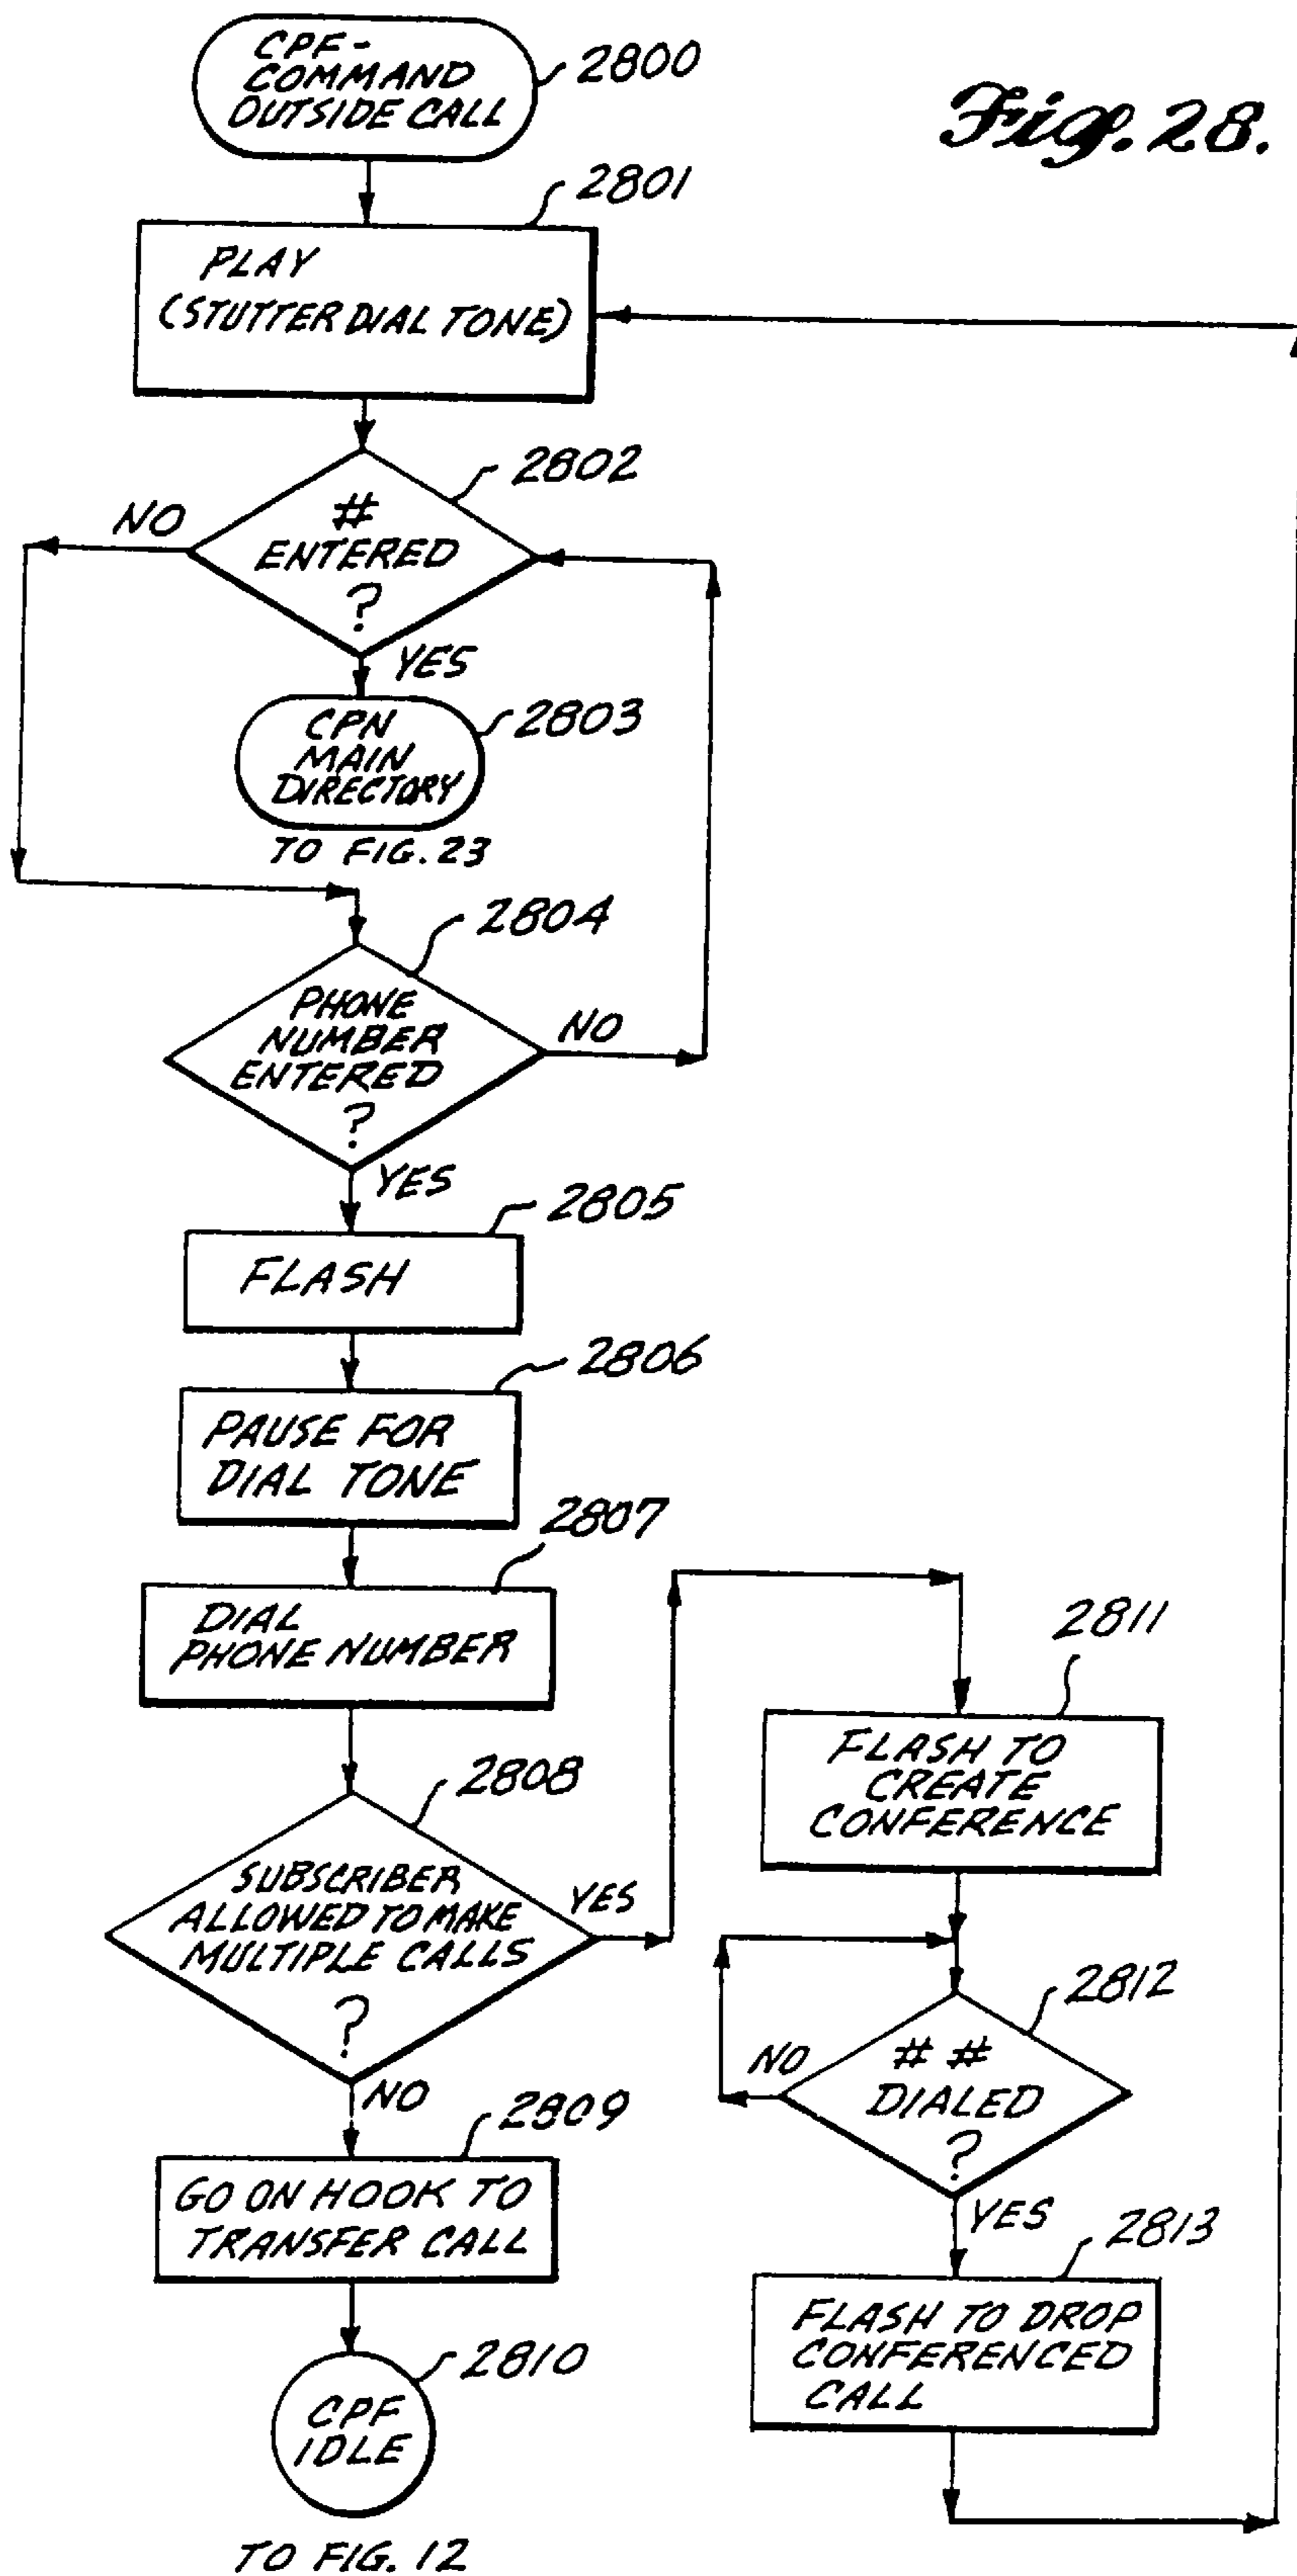 CPF-
COMMAND
OUTSIDE CALL
2800
Fig. 28.
2801
PLAY
(STUTTER DIAL TONE)
2802
#
ENTERED
?
NO
YES
2803
CPN
MAIN
DIRECTORY
TO FIG. 23
2804
PHONE
NUMBER
ENTERED
?
NO
YES
2805
FLASH
2806
PAUSE FOR
DIAL TONE
2807
DIAL
PHONE NUMBER
2808
SUBSCRIBER
ALLOWED TO MAKE
MULTIPLE CALLS
?
YES
NO
2809
GO ON HOOK TO
TRANSFER CALL
2810
CPF
IDLE
TO FIG. 12
2811
FLASH TO
CREATE
CONFERENCE
2812
# #
DIALED
?
NO
YES
2813
FLASH TO DROP
CONFERENCED
CALL